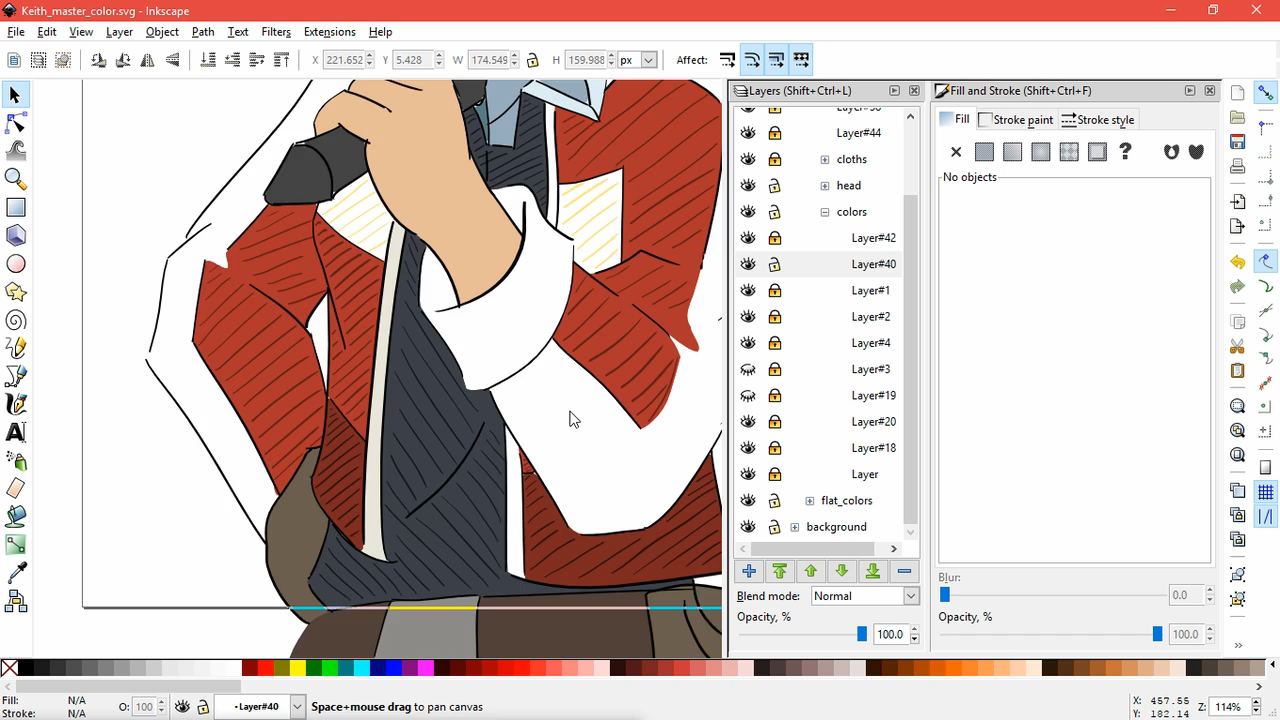 Keith_master_color.svg - Inkscape
File Edit View Layer Object Path Text Filters Extensions Help
X 221.652 Y 5.428 W 174.549 H 159.988 px Affect:
Layers (Shift+Ctrl+L)
Fill and Stroke (Shift+Ctrl+F)
Fill Stroke paint Stroke style
?
No objects
Layer#44
cloths
head
colors
Layer#42
Layer#40
Layer#1
Layer#2
Layer#4
Layer#3
Layer#19
Layer#20
Layer#18
Layer
flat_colors
background
Blend mode: Normal
Opacity, % 100.0
Blur:
0.0
Opacity, %
100.0
Fill: N/A
Stroke: N/A
O: 100
•Layer#40
Space+mouse drag to pan canvas
X: 457.55
Y: 182.14
Z: 114%